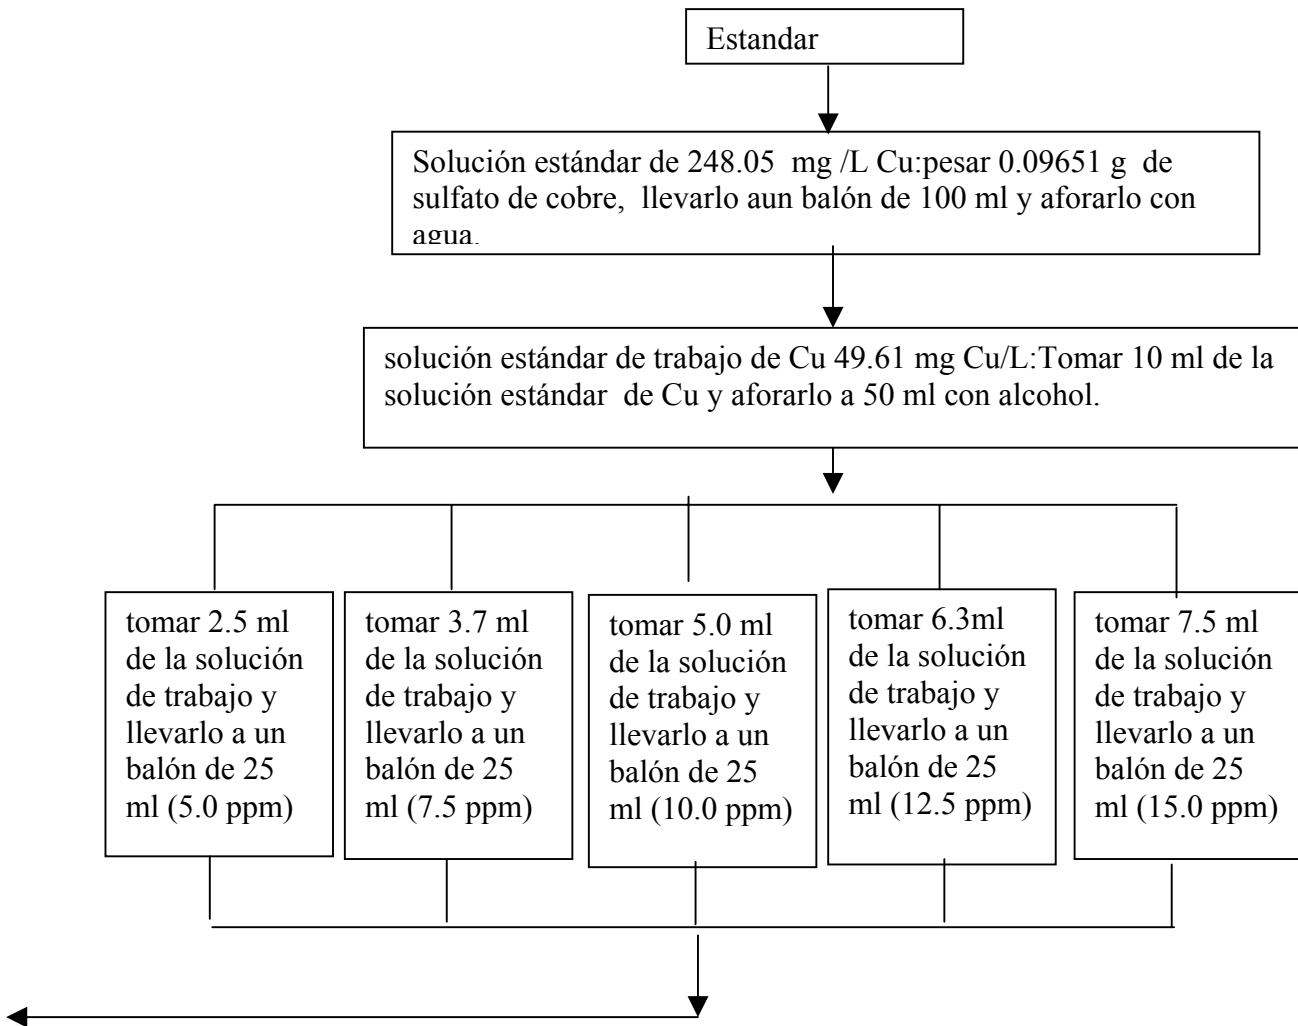 Estandar
Solución estándar de 248.05 mg /L Cu:pesar 0.09651 g de
sulfato de cobre, llevarlo aun balón de 100 ml y aforarlo con
agua.
solución estándar de trabajo de Cu 49.61 mg Cu/L:Tomar 10 ml de la
solución estándar de Cu y aforarlo a 50 ml con alcohol.
tomar 2.5 ml
de la solución
de trabajo y
llevarlo a un
balón de 25
ml (5.0 ppm)
tomar 3.7 ml
de la solución
de trabajo y
llevarlo a un
balón de 25
ml (7.5 ppm)
tomar 5.0 ml
de la solución
de trabajo y
llevarlo a un
balón de 25
ml (10.0 ppm)
tomar 6.3ml
de la solución
de trabajo y
llevarlo a un
balón de 25
ml (12.5 ppm)
tomar 7.5 ml
de la solución
de trabajo y
llevarlo a un
balón de 25
ml (15.0 ppm)